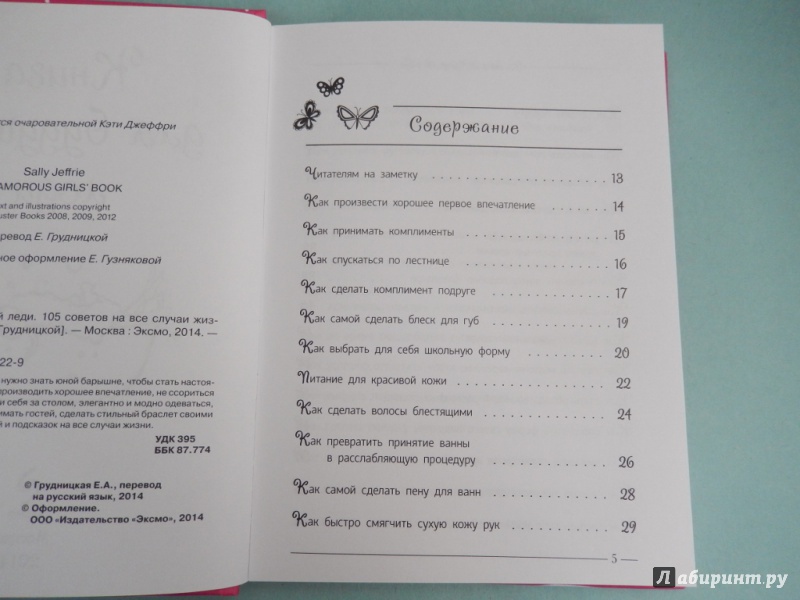 ся очаровательной Кэти Джеффри
Sally Jeffrie
AMOROUS GIRLS' BOOK
xt and illustrations copyright
uster Books 2008, 2009, 2012
ревод Е. Грудницкой
ное оформление Е. Гузняковой
й леди. 105 советов на все случаи жиз-
Грудницкой]. — Москва : Эксмо, 2014. —
22-9
нужно знать юной барышне, чтобы стать настоя-
производить хорошее впечатление, не ссориться
и себя за столом, элегантно и модно одеваться,
имать гостей, сделать стильный браслет своими
й и подсказок на все случаи жизни.
УДК 395
ББК 87.774
© Грудницкая Е.А., перевод
на русский язык, 2014
© Оформление.
ООО «Издательство «Эксмо», 2014
Содержание
Читателям на заметку . . . . . . . . . . . . . . . . . . 13
Как произвести хорошее первое впечатление . . . . . . . 14
Как принимать комплименты . . . . . . . . . . . . . . 15
Как спускаться по лестнице . . . . . . . . . . . . . . . 16
Как сделать комплимент подруге . . . . . . . . . . . . 17
Как самой сделать блеск для губ . . . . . . . . . . . . 19
Как выбрать для себя школьную форму . . . . . . . . . 20
Питание для красивой кожи . . . . . . . . . . . . . . 22
Как сделать волосы блестящими . . . . . . . . . . . . 24
Как превратить принятие ванны
в расслабляющую процедуру . . . . . . . . . . . . 26
Как самой сделать пену для ванн . . . . . . . . . . . 28
Как быстро смягчить сухую кожу рук . . . . . . . . . . 29
5
Лабиринт.ру